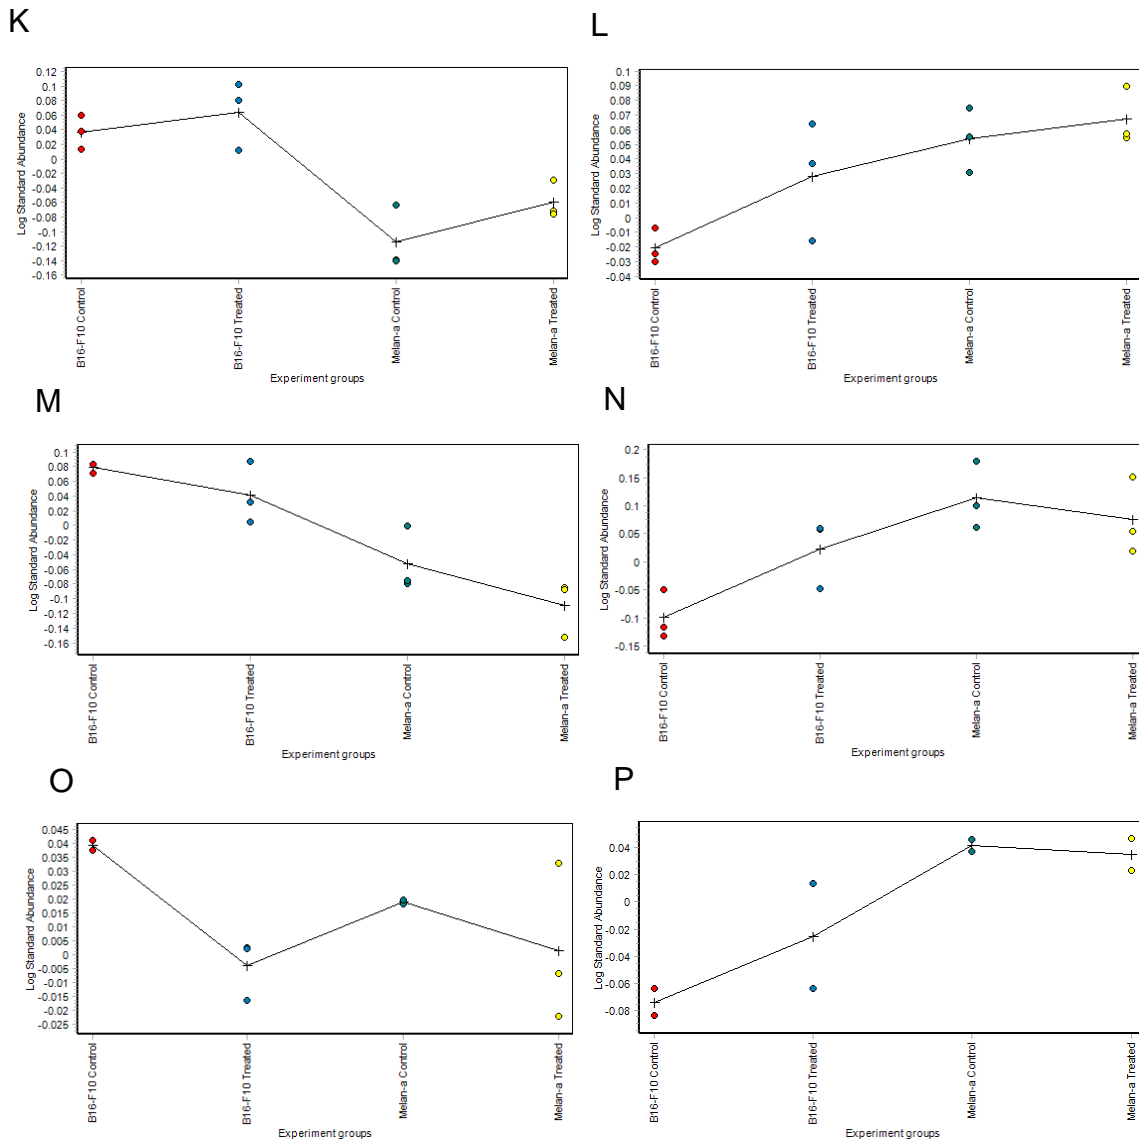 K
L
Log Standard Abundance
0.12
0.1
0.08
0.06
0.04
0.02
0
-0.02
-0.04
-0.06
-0.08
-0.1
-0.12
-0.14
-0.16
B16-F10 Control
B16-F10 Treated
Melan-a Control
Melan-a Treated
Experiment groups
Log Standard Abundance
0.1
0.09
0.08
0.07
0.06
0.05
0.04
0.03
0.02
0.01
0
-0.01
-0.02
-0.03
-0.04
B16-F10 Control
B16-F10 Treated
Melan-a Control
Melan-a Treated
Experiment groups
M
N
Log Standard Abundance
0.1
0.08
0.06
0.04
0.02
0
-0.02
-0.04
-0.06
-0.08
-0.1
-0.12
-0.14
-0.16
B16-F10 Control
B16-F10 Treated
Melan-a Control
Melan-a Treated
Experiment groups
Log Standard Abundance
0.2
0.15
0.1
0.05
0
-0.05
-0.1
-0.15
B16-F10 Control
B16-F10 Treated
Melan-a Control
Melan-a Treated
Experiment groups
O
P
Log Standard Abundance
0.045
0.04
0.035
0.03
0.025
0.02
0.015
0.01
0.005
0
-0.005
-0.01
-0.015
-0.02
-0.025
B16-F10 Control
B16-F10 Treated
Melan-a Control
Melan-a Treated
Experiment groups
Log Standard Abundance
0.04
0.02
0
-0.02
-0.04
-0.06
-0.08
B16-F10 Control
B16-F10 Treated
Melan-a Control
Melan-a Treated
Experiment groups